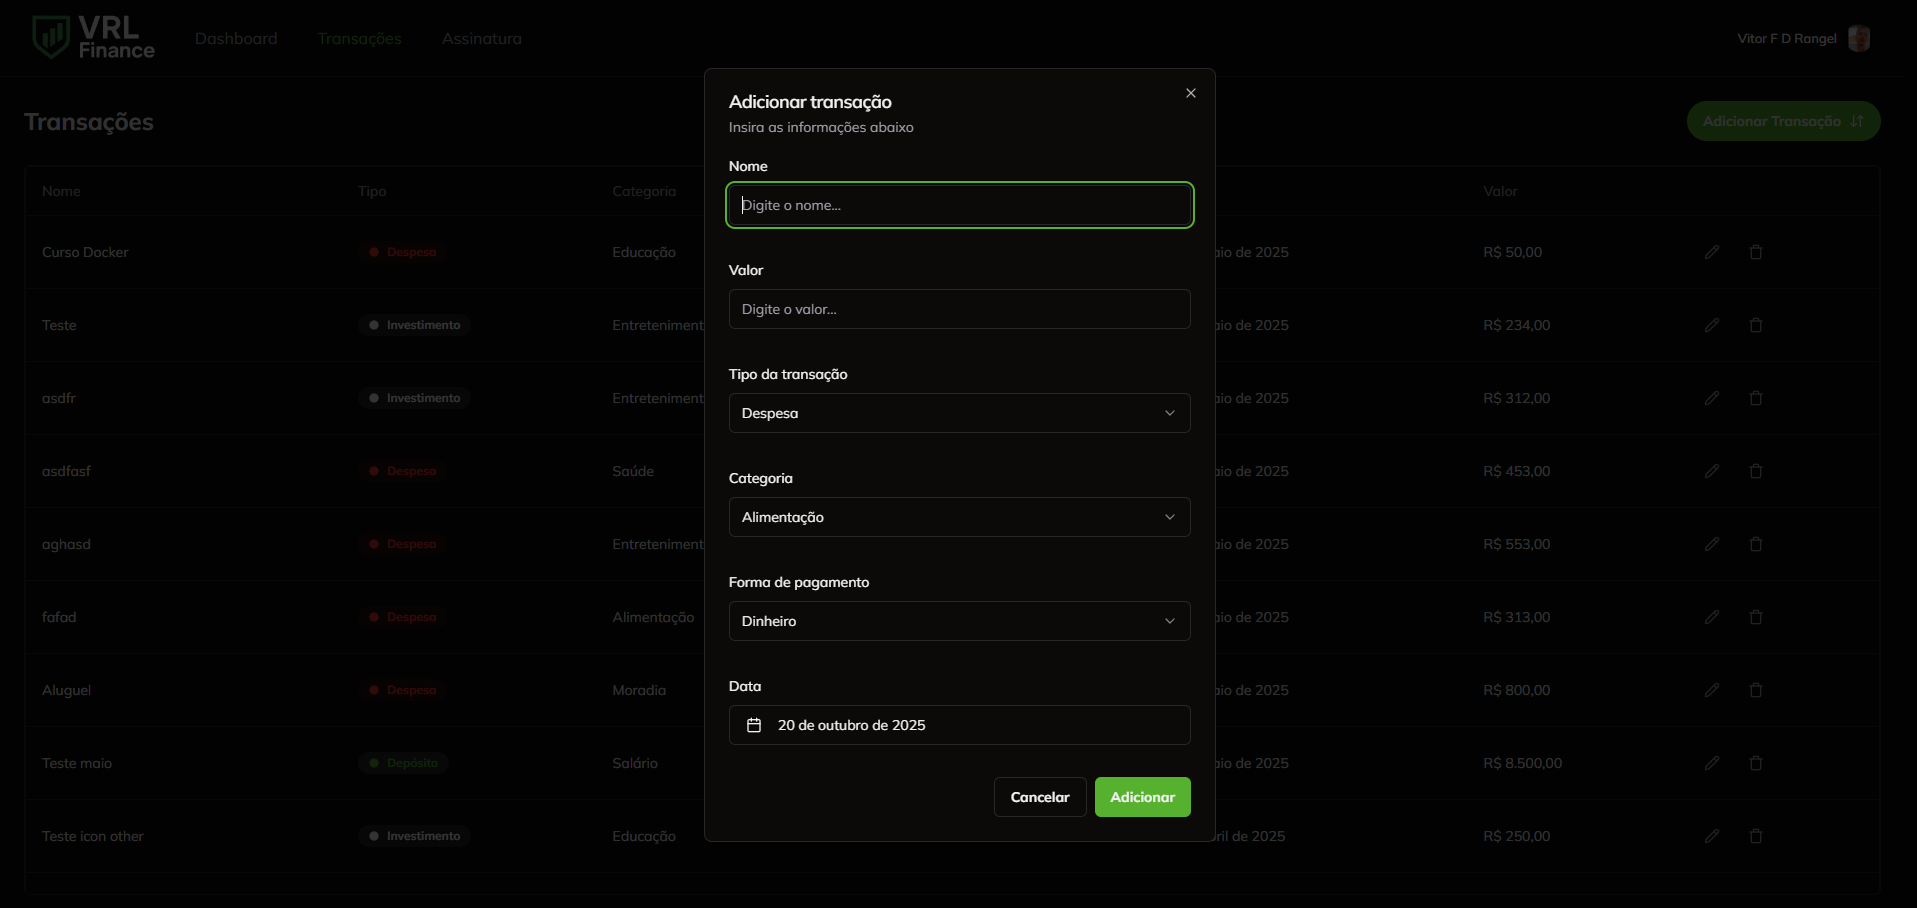 VRL
Finance
Dashboard
Transações
Assinatura
Vitor F D Rangel
Transações
Adicionar Transação
Nome Tipo Categoria Valor
Curso Docker Despesa Educação aio de 2025 R$ 50,00
Teste Investimento Entreteniment aio de 2025 R$ 234,00
asdfr Investimento Entreteniment aio de 2025 R$ 312,00
asdfasf Despesa Saúde aio de 2025 R$ 453,00
aghasd Despesa Entreteniment aio de 2025 R$ 553,00
fafad Despesa Alimentação aio de 2025 R$ 313,00
Aluguel Despesa Moradia aio de 2025 R$ 800,00
Teste maio Depósito Salário aio de 2025 R$ 8.500,00
Teste icon other Investimento Educação ril de 2025 R$ 250,00
Adicionar transação
Insira as informações abaixo
Nome
Digite o nome...
Valor
Digite o valor...
Tipo da transação
Despesa
Categoria
Alimentação
Forma de pagamento
Dinheiro
Data
20 de outubro de 2025
Cancelar
Adicionar